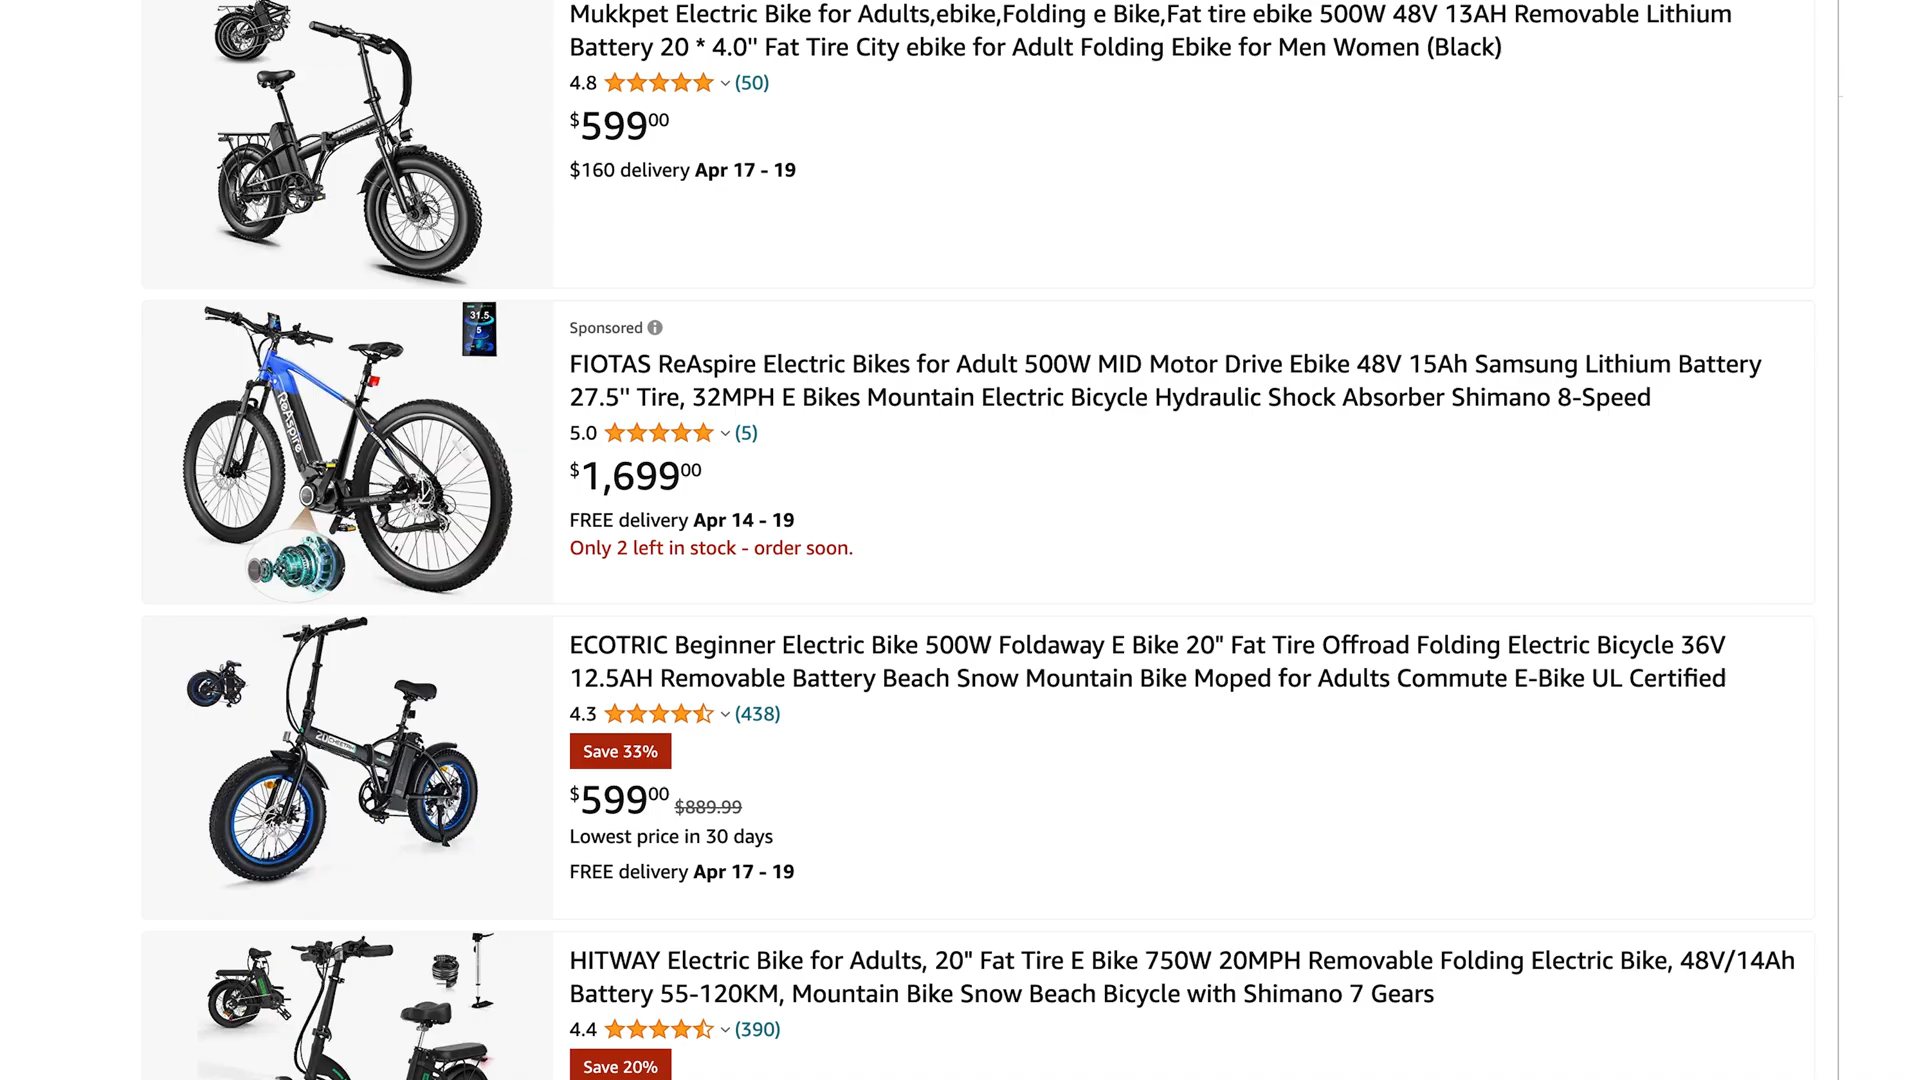 Mukkpet Electric Bike for Adults,ebike,Folding e Bike,Fat tire ebike 500W 48V 13AH Removable Lithium
Battery 20 * 4.0'' Fat Tire City ebike for Adult Folding Ebike for Men Women (Black)
4.8 (50)
$599⁰⁰
$160 delivery Apr 17 - 19
31.5
5
ReAspire
Sponsored
FIOTAS ReAspire Electric Bikes for Adult 500W MID Motor Drive Ebike 48V 15Ah Samsung Lithium Battery
27.5'' Tire, 32MPH E Bikes Mountain Electric Bicycle Hydraulic Shock Absorber Shimano 8-Speed
5.0 (5)
$1,699⁰⁰
FREE delivery Apr 14 - 19
Only 2 left in stock - order soon.
ECOTRIC Beginner Electric Bike 500W Foldaway E Bike 20" Fat Tire Offroad Folding Electric Bicycle 36V
12.5AH Removable Battery Beach Snow Mountain Bike Moped for Adults Commute E-Bike UL Certified
4.3 (438)
Save 33%
$599⁰⁰ $889.99
Lowest price in 30 days
FREE delivery Apr 17 - 19
HITWAY Electric Bike for Adults, 20" Fat Tire E Bike 750W 20MPH Removable Folding Electric Bike, 48V/14Ah
Battery 55-120KM, Mountain Bike Snow Beach Bicycle with Shimano 7 Gears
4.4 (390)
Save 20%